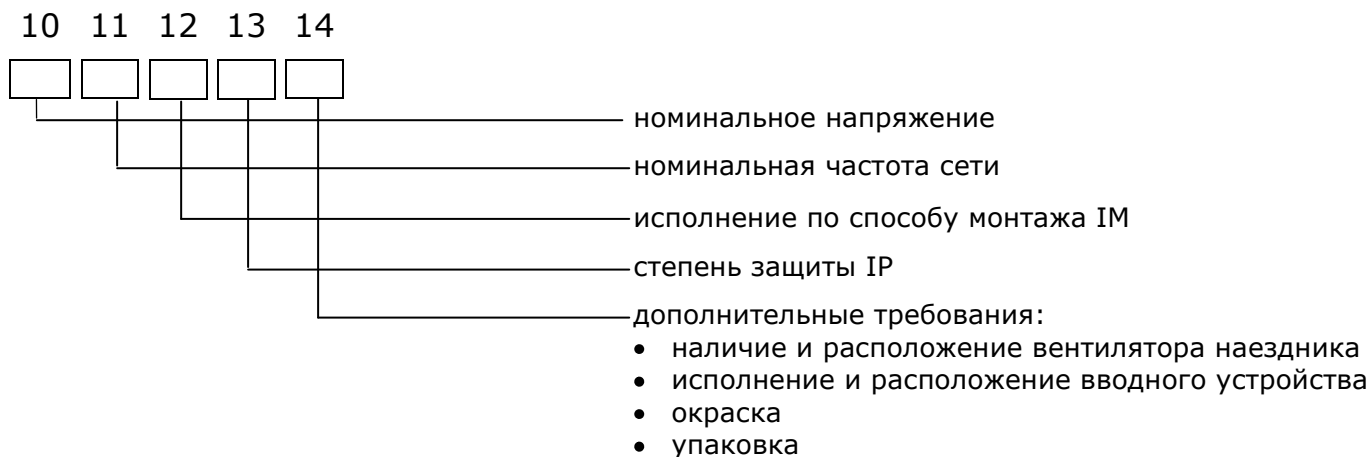 10 11 12 13 14
номинальное напряжение
номинальная частота сети
исполнение по способу монтажа IM
степень защиты IP
дополнительные требования:
• наличие и расположение вентилятора наездника
• исполнение и расположение вводного устройства
• окраска
• упаковка